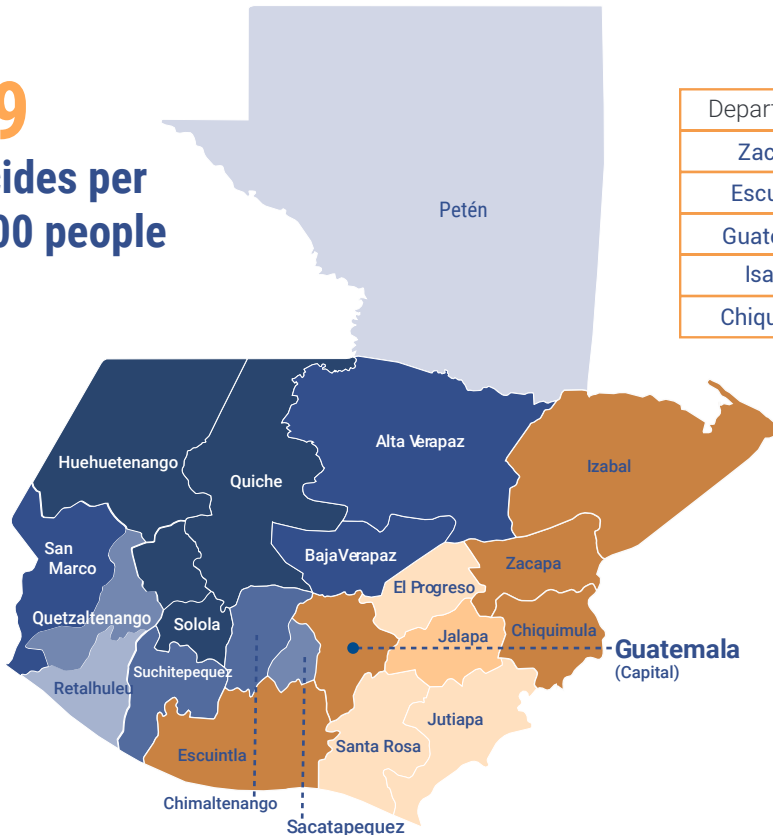 9
cides per
00 people
Depart
Zac
Escu
Guate
Isa
Chiqu
Petén
Huehuetenango
Quiche
Alta Verapaz
Izabal
San
Marco
BajaVerapaz
Zacapa
El Progreso
Quetzaltenango
Solola
Jalapa
Chiquimula
Guatemala
(Capital)
Suchitepequez
Retalhuleu
Jutiapa
Santa Rosa
Escuintla
Chimaltenango
Sacatapequez